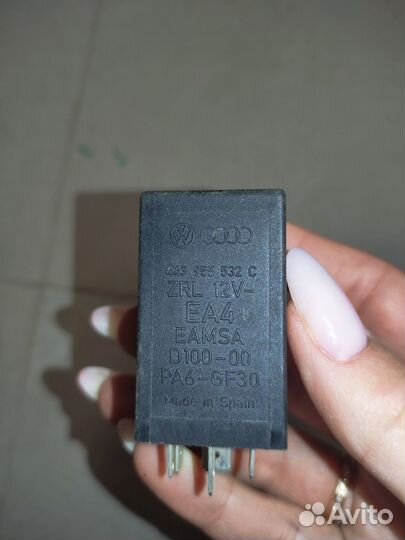 443 955 532 C
ZRL 12V-
EA4
EAMSA
D100-00
PA6-GF30
Made in Spain
Avito